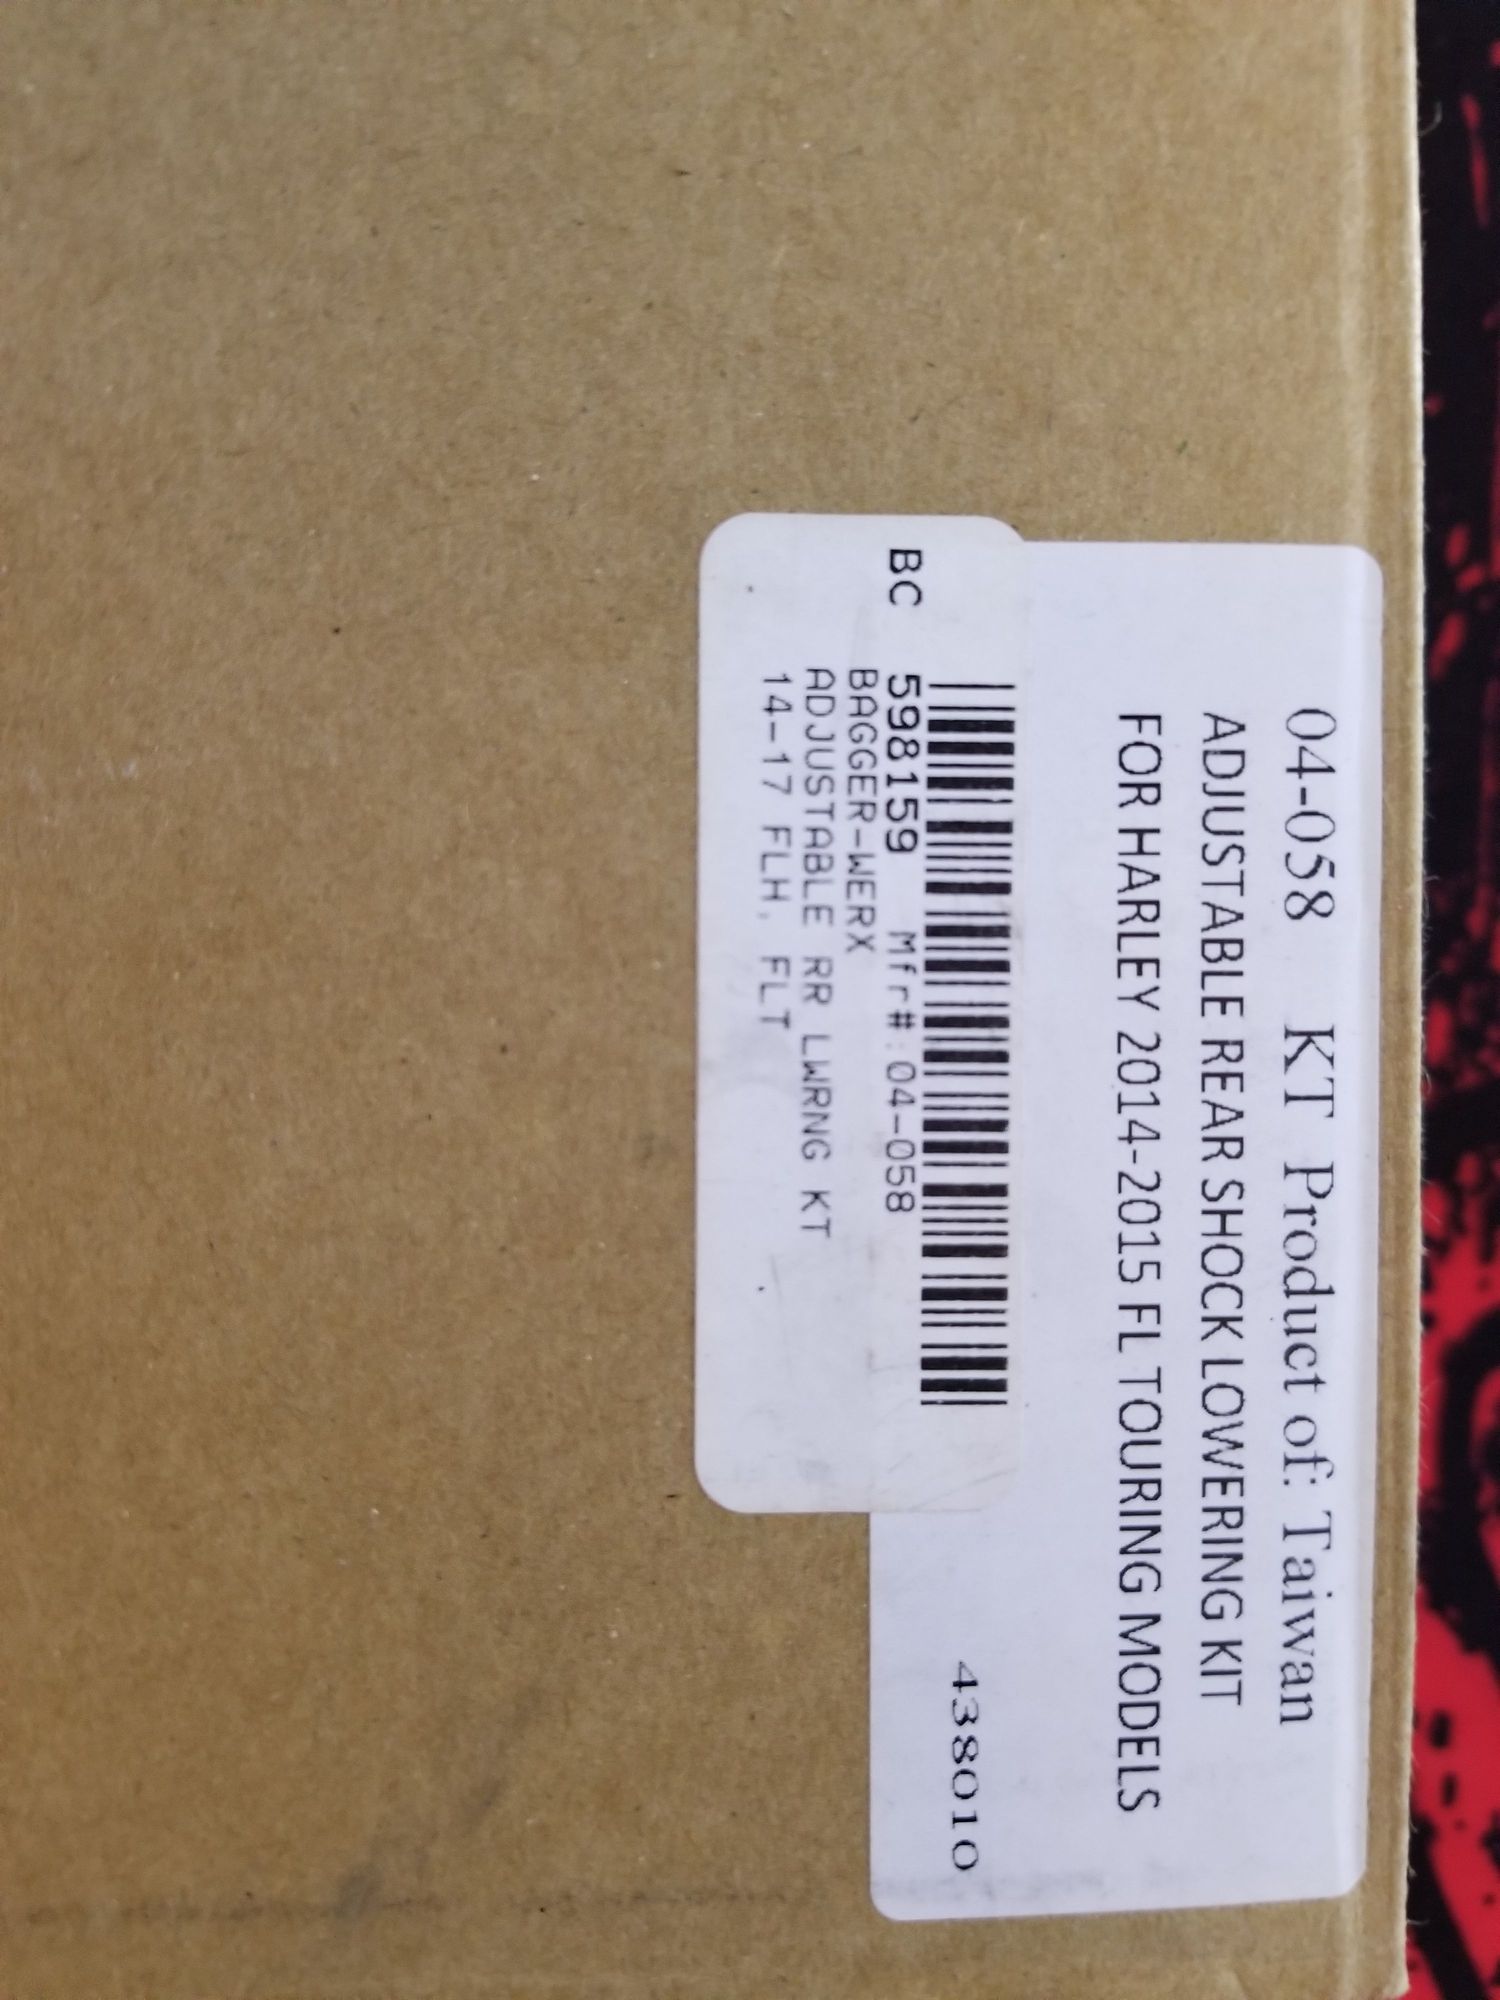 04-058 KT Product of: Taiwan
ADJUSTABLE REAR SHOCK LOWERING KIT
FOR HARLEY 2014-2015 FL TOURING MODELS
438010
BC 598159 Mfr#:04-058
BAGGER-WERX
ADJUSTABLE RR LWRNG KT
14-17 FLH, FLT